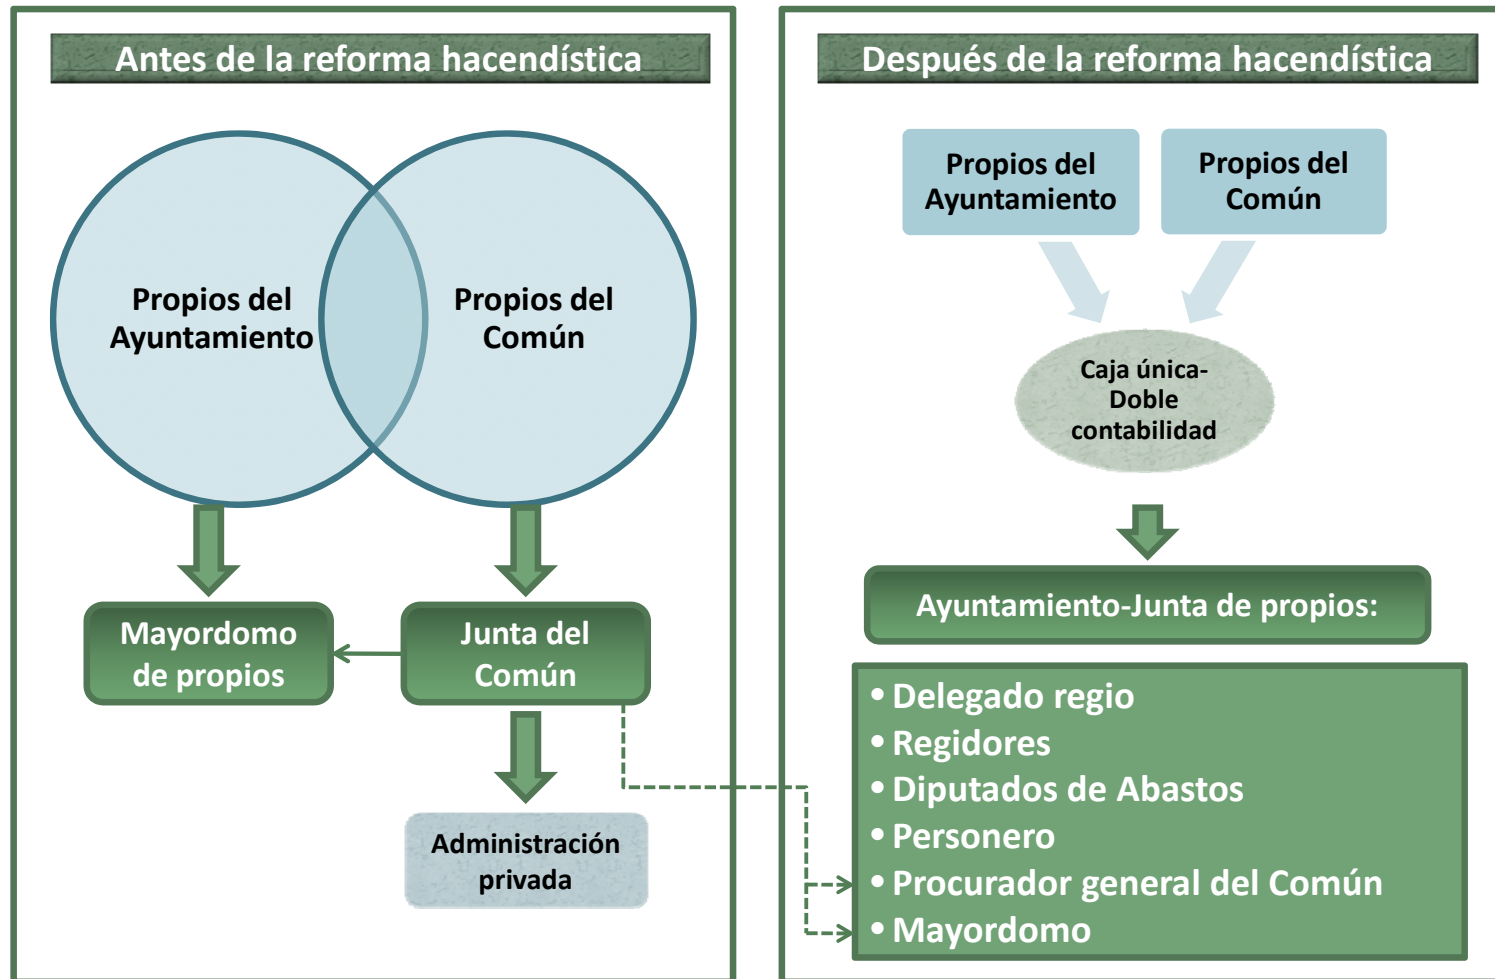 Antes de la reforma hacendística
Propios del
Ayuntamiento
Propios del
Común
Mayordomo
de propios
Junta del
Común
Administración
privada
Después de la reforma hacendística
Propios del
Ayuntamiento
Propios del
Común
Caja única-
Doble
contabilidad
Ayuntamiento-Junta de propios:
• Delegado regio
• Regidores
• Diputados de Abastos
• Personero
• Procurador general del Común
• Mayordomo